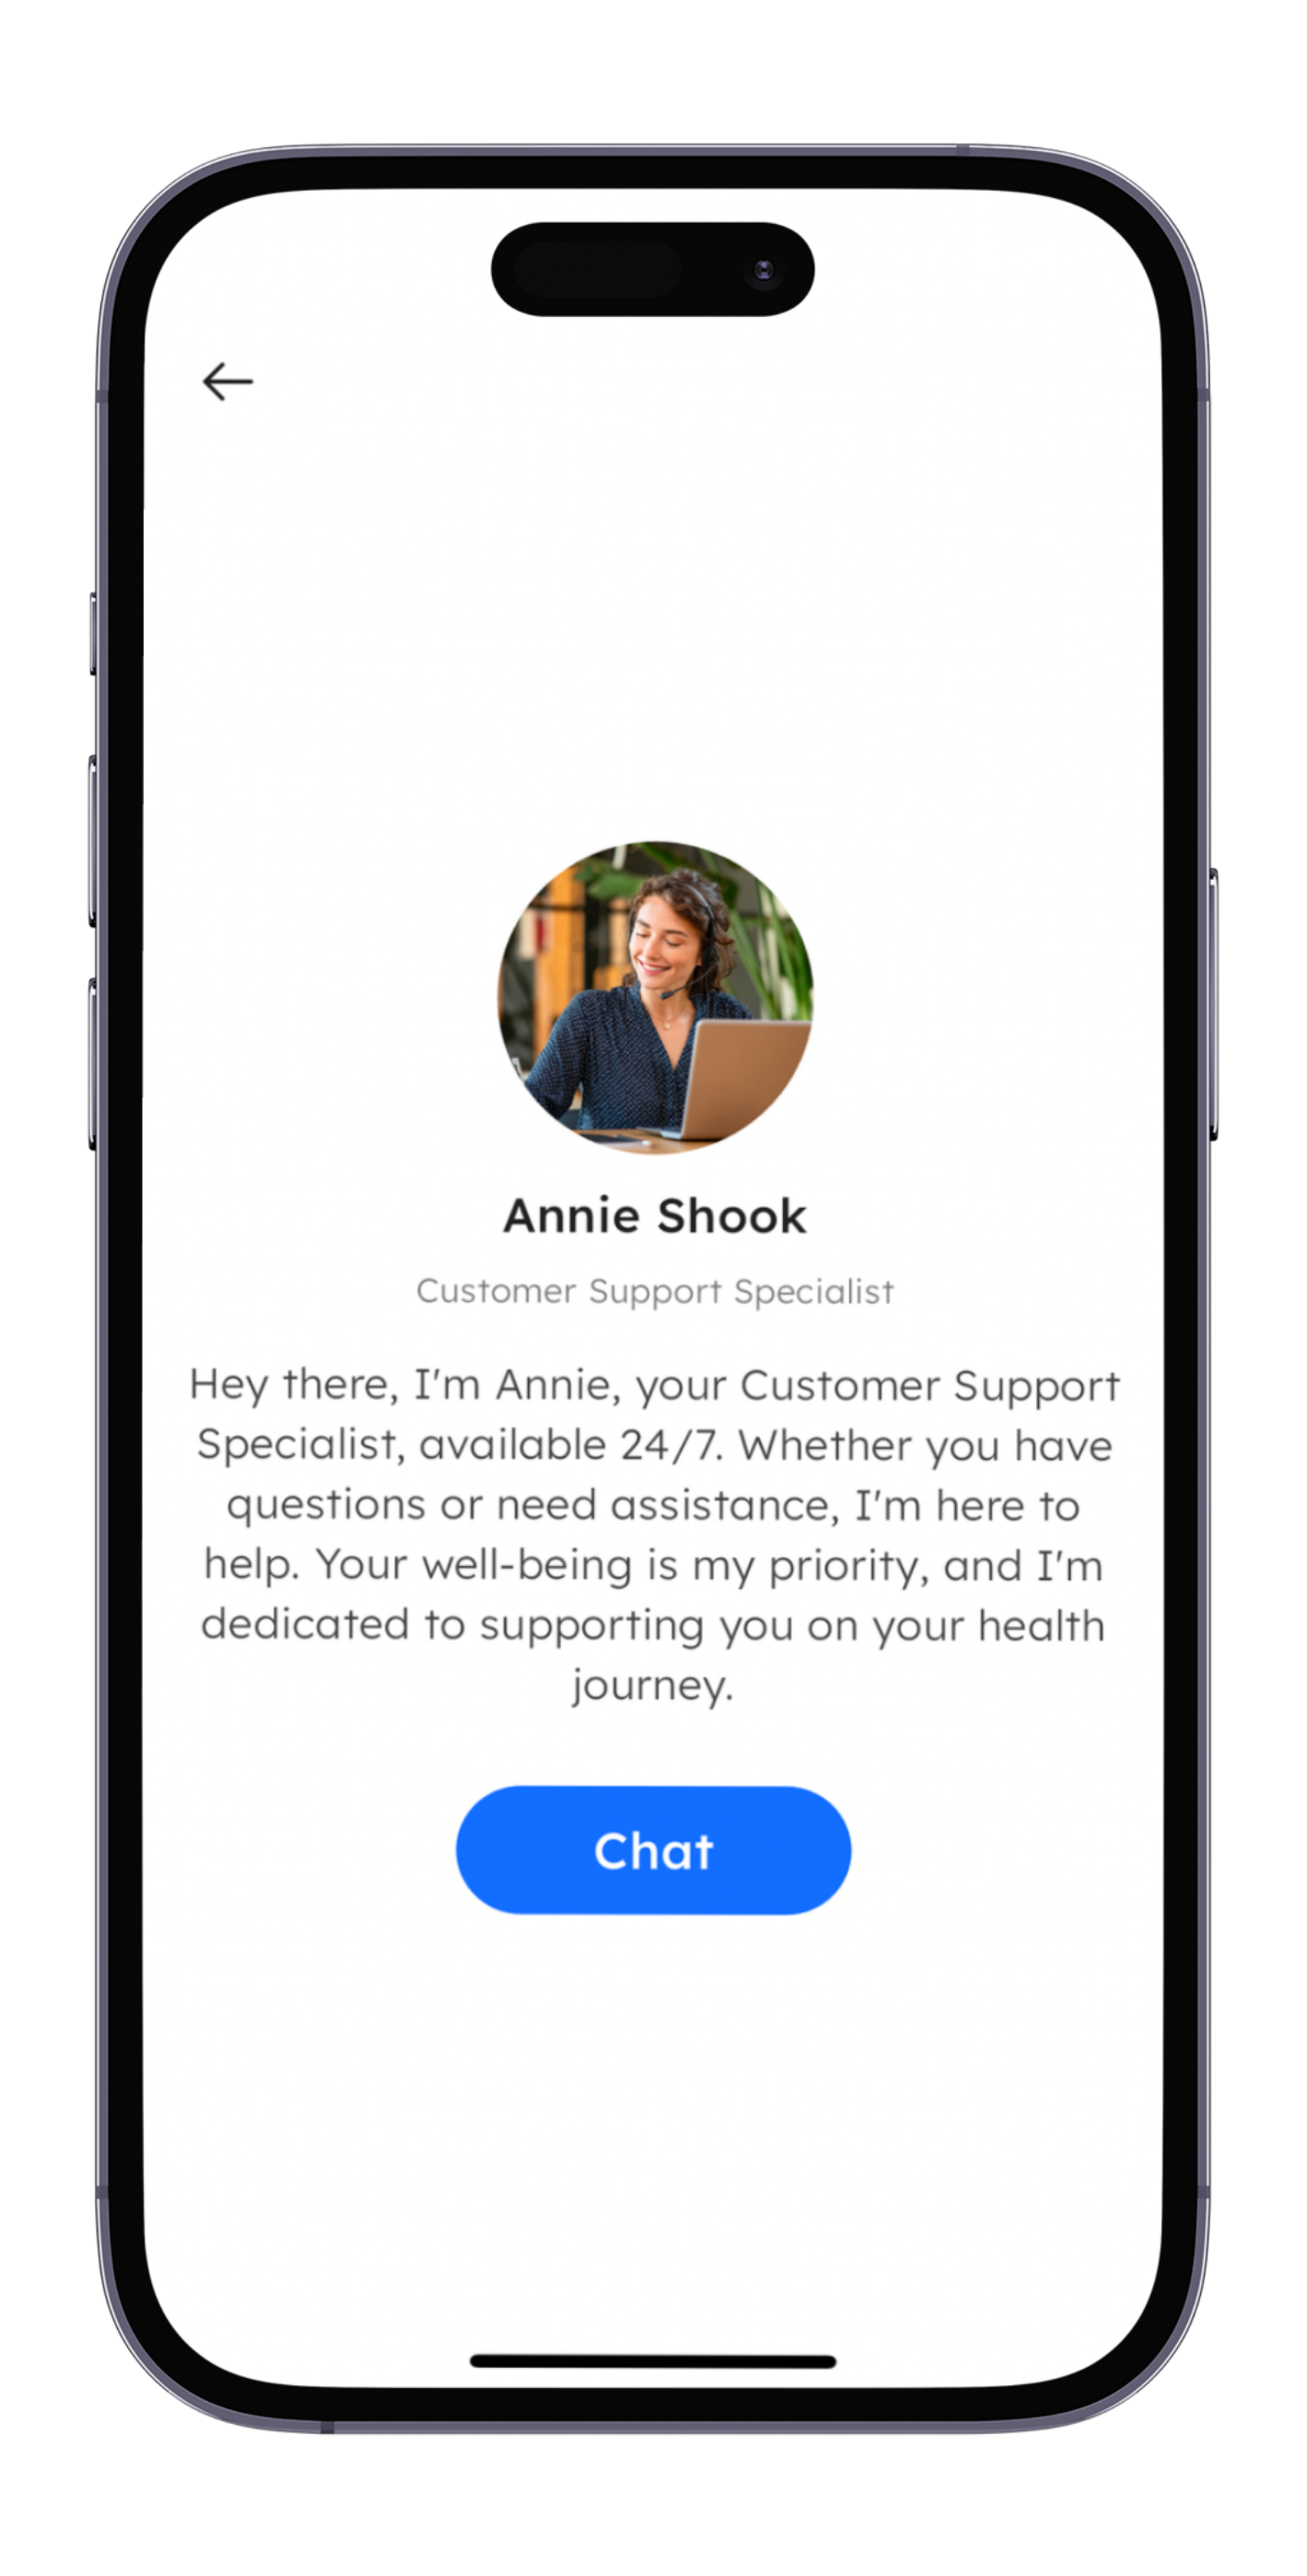 Annie Shook
Customer Support Specialist
Hey there, I'm Annie, your Customer Support
Specialist, available 24/7. Whether you have
questions or need assistance, I'm here to
help. Your well-being is my priority, and I'm
dedicated to supporting you on your health
journey.
Chat